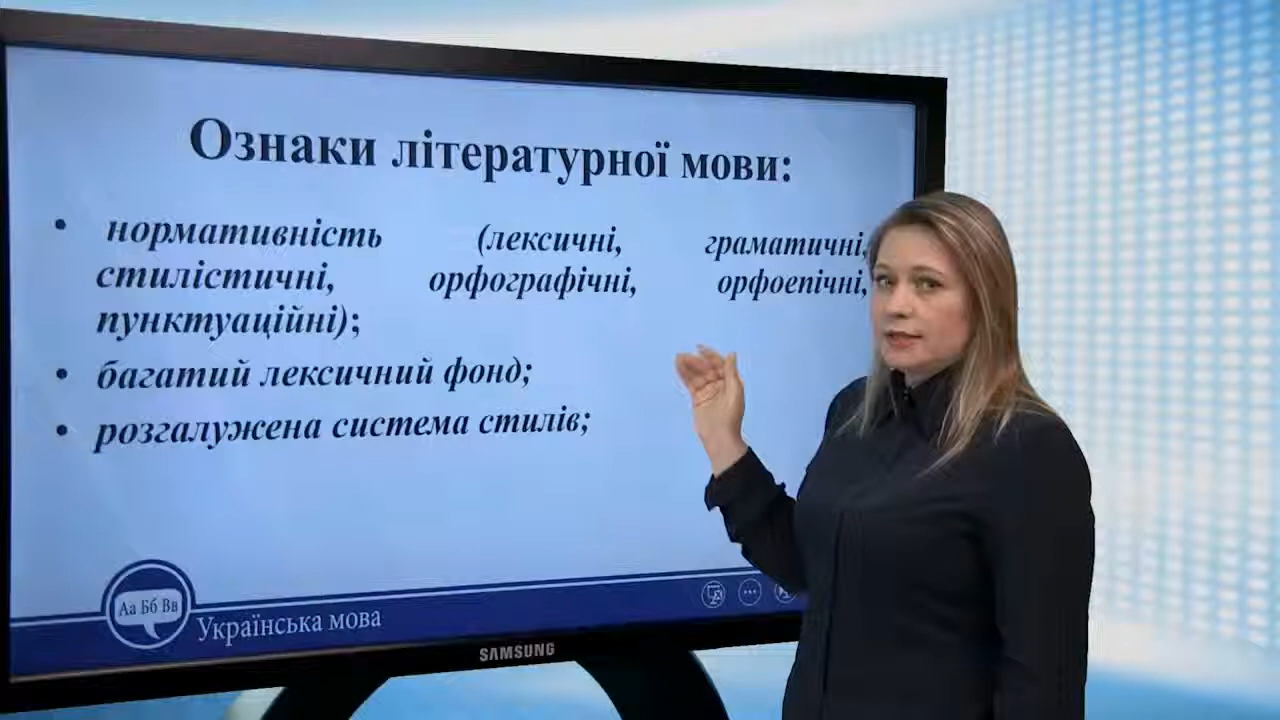 Ознаки літературної мови:
• нормативність (лексичні, граматичні,
стилістичні, орфографічні, орфоепічні,
пунктуаційні);
• багатий лексичний фонд;
• розгалужена система стилів;
Аа Бб Вв
Українська мова
SAMSUNG